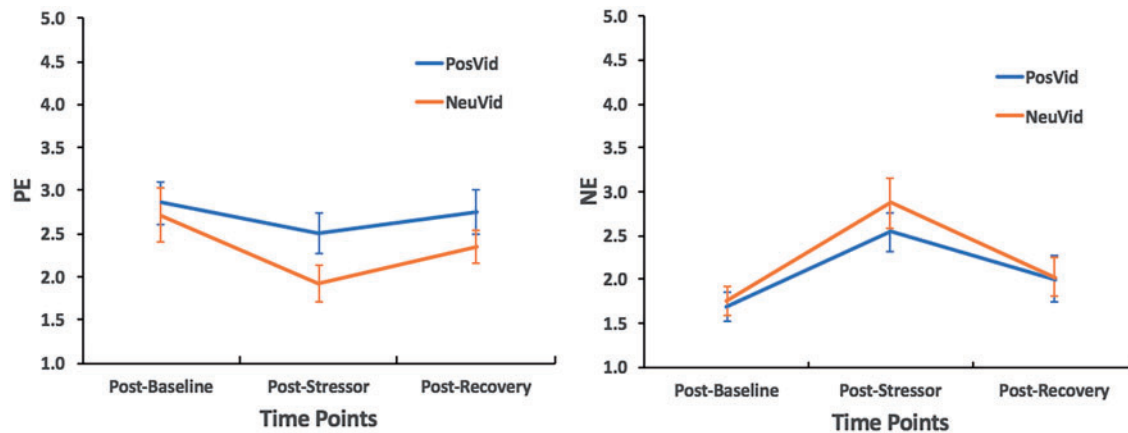 5.0
4.5
4.0
3.5
3.0
2.5
2.0
1.5
1.0
PE
PosVid
NeuVid
Post-Baseline Post-Stressor Post-Recovery
Time Points
5.0
4.5
4.0
3.5
3.0
2.5
2.0
1.5
1.0
NE
PosVid
NeuVid
Post-Baseline Post-Stressor Post-Recovery
Time Points